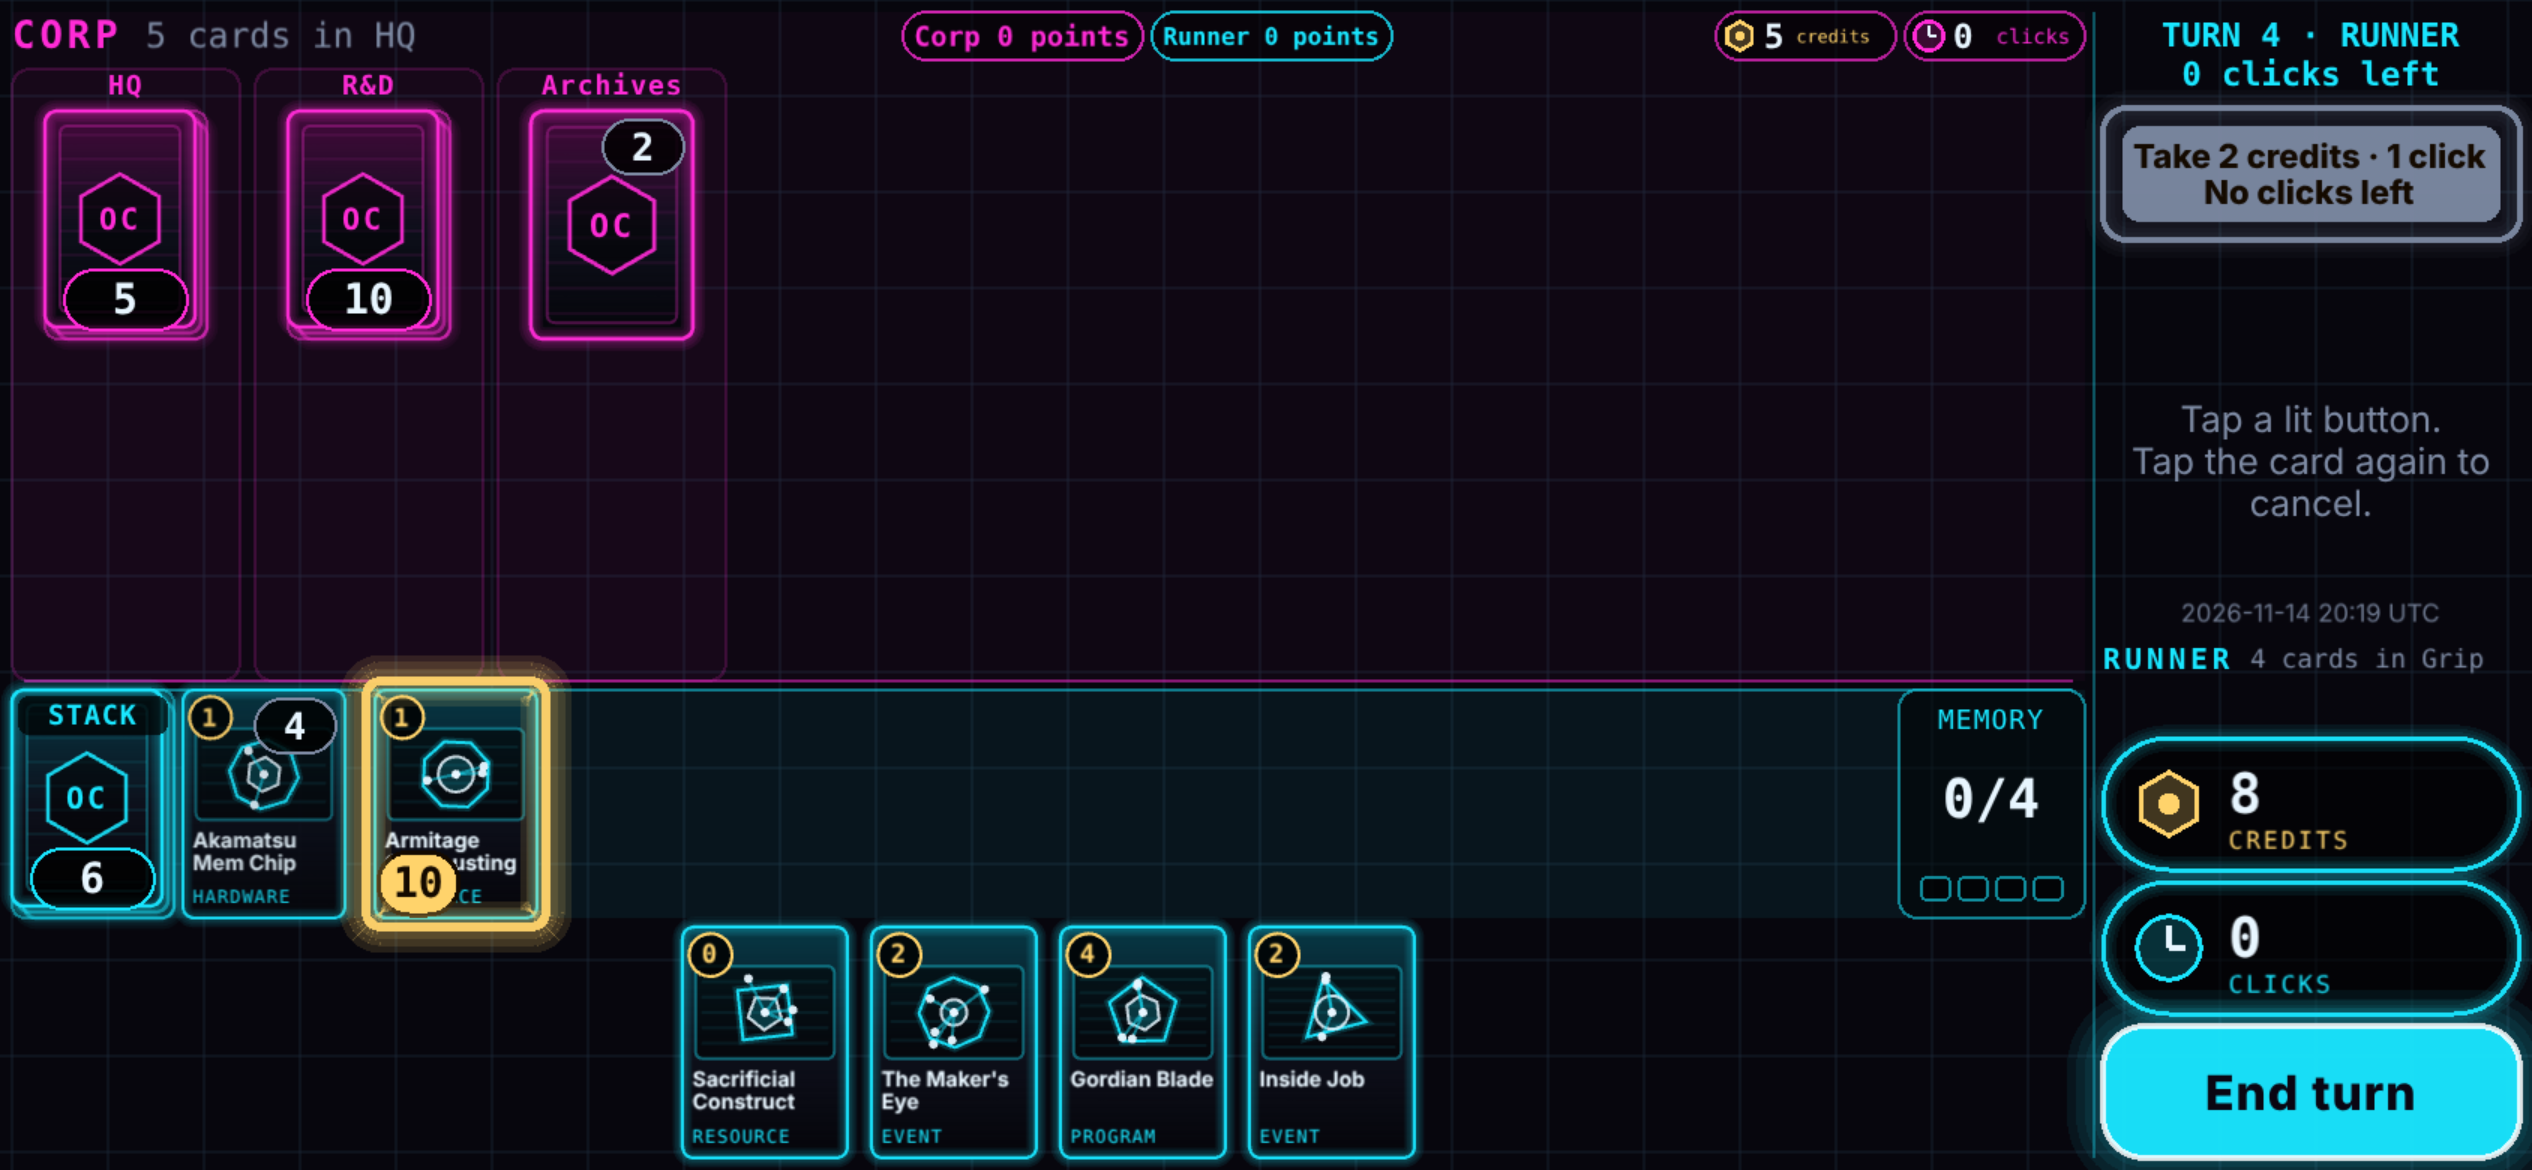 CORP 5 cards in HQ
Corp 0 points
Runner 0 points
5 credits
0 clicks
TURN 4 · RUNNER
0 clicks left
HQ
R&D
Archives
OC
5
OC
10
2
OC
Take 2 credits · 1 click
No clicks left
Tap a lit button.
Tap the card again to
cancel.
2026-11-14 20:19 UTC
RUNNER 4 cards in Grip
STACK
OC
6
1
4
Akamatsu
Mem Chip
HARDWARE
1
Armitage
usting
10
CE
MEMORY
0/4
8
CREDITS
0
CLICKS
End turn
0
Sacrificial
Construct
RESOURCE
2
The Maker's
Eye
EVENT
4
Gordian Blade
PROGRAM
2
Inside Job
EVENT